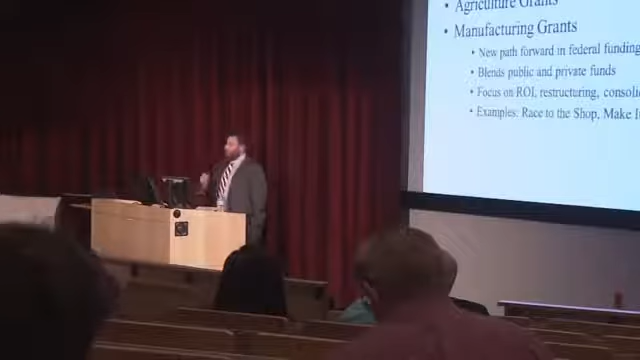 • Agriculture Grants
• Manufacturing Grants
• New path forward in federal funding
• Blends public and private funds
• Focus on ROI, restructuring, consoli
• Examples: Race to the Shop, Make I